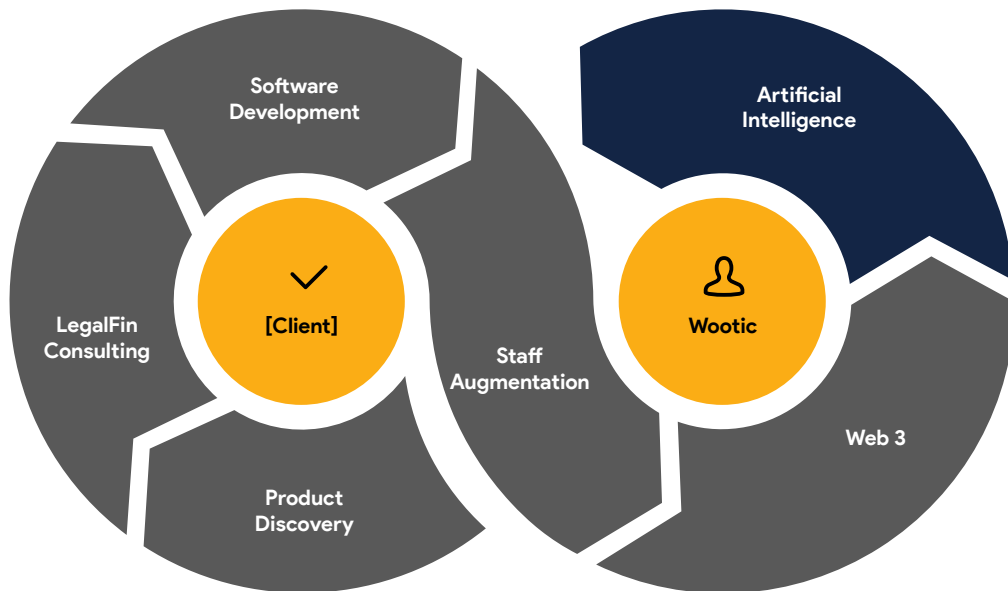 Software
Development
Artificial
Intelligence
LegalFin
Consulting
[Client]
Wootic
Staff
Augmentation
Web 3
Product
Discovery